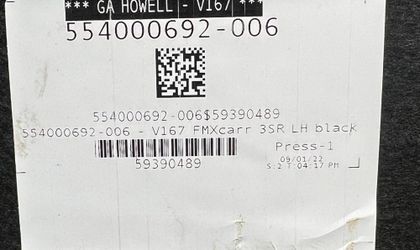 *** GA HOWELL - V167 ***
554000692-006
554000692-006$59390489
554000692-006 - V167 FMXcarr 3SR LH black
Press-1
59390489
09/01/22
S.2 T:04:17 PM